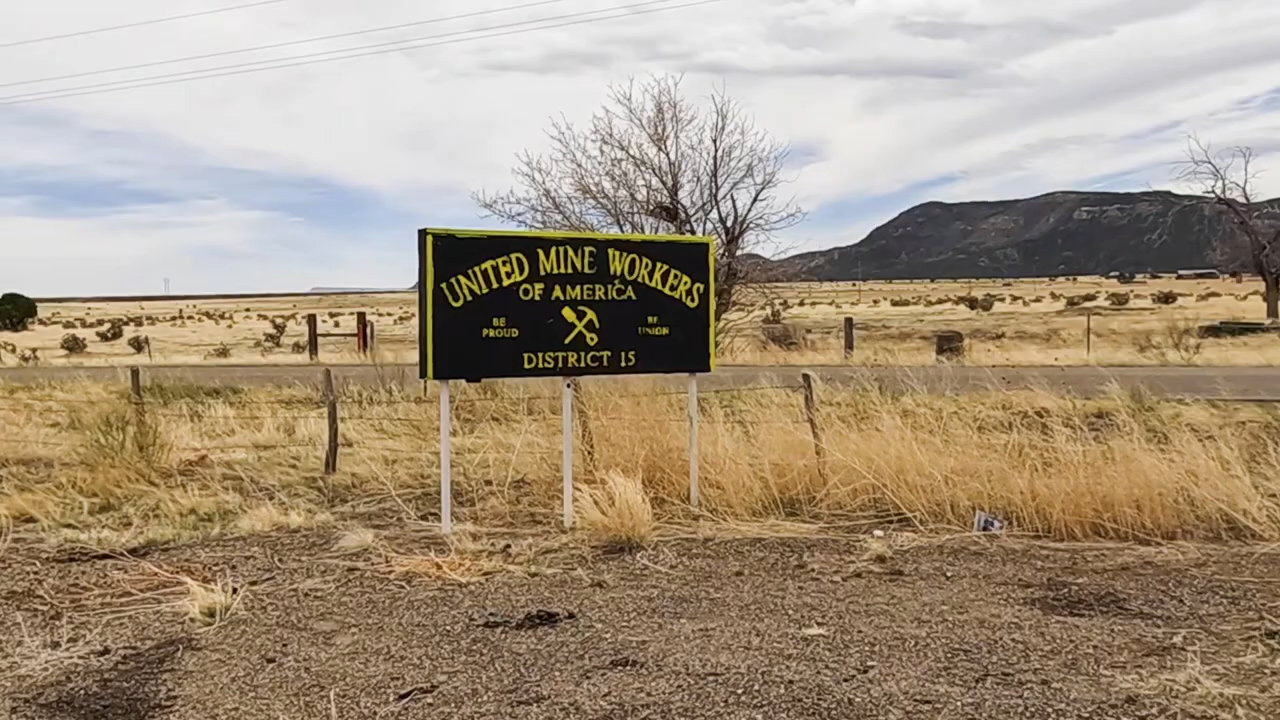 UNITED MINE WORKERS
OF AMERICA
BE
PROUD
BE
UNION
DISTRICT 15